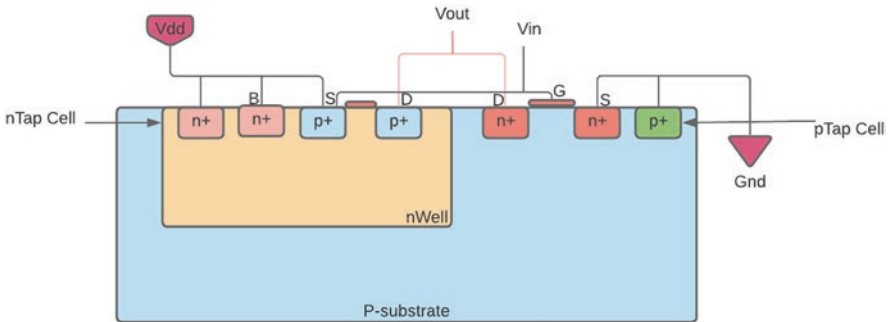 Vout
Vdd
Vin
B
S
D
D
G
S
nTap Cell
n+
n+
p+
p+
n+
n+
p+
pTap Cell
Gnd
nWell
P-substrate